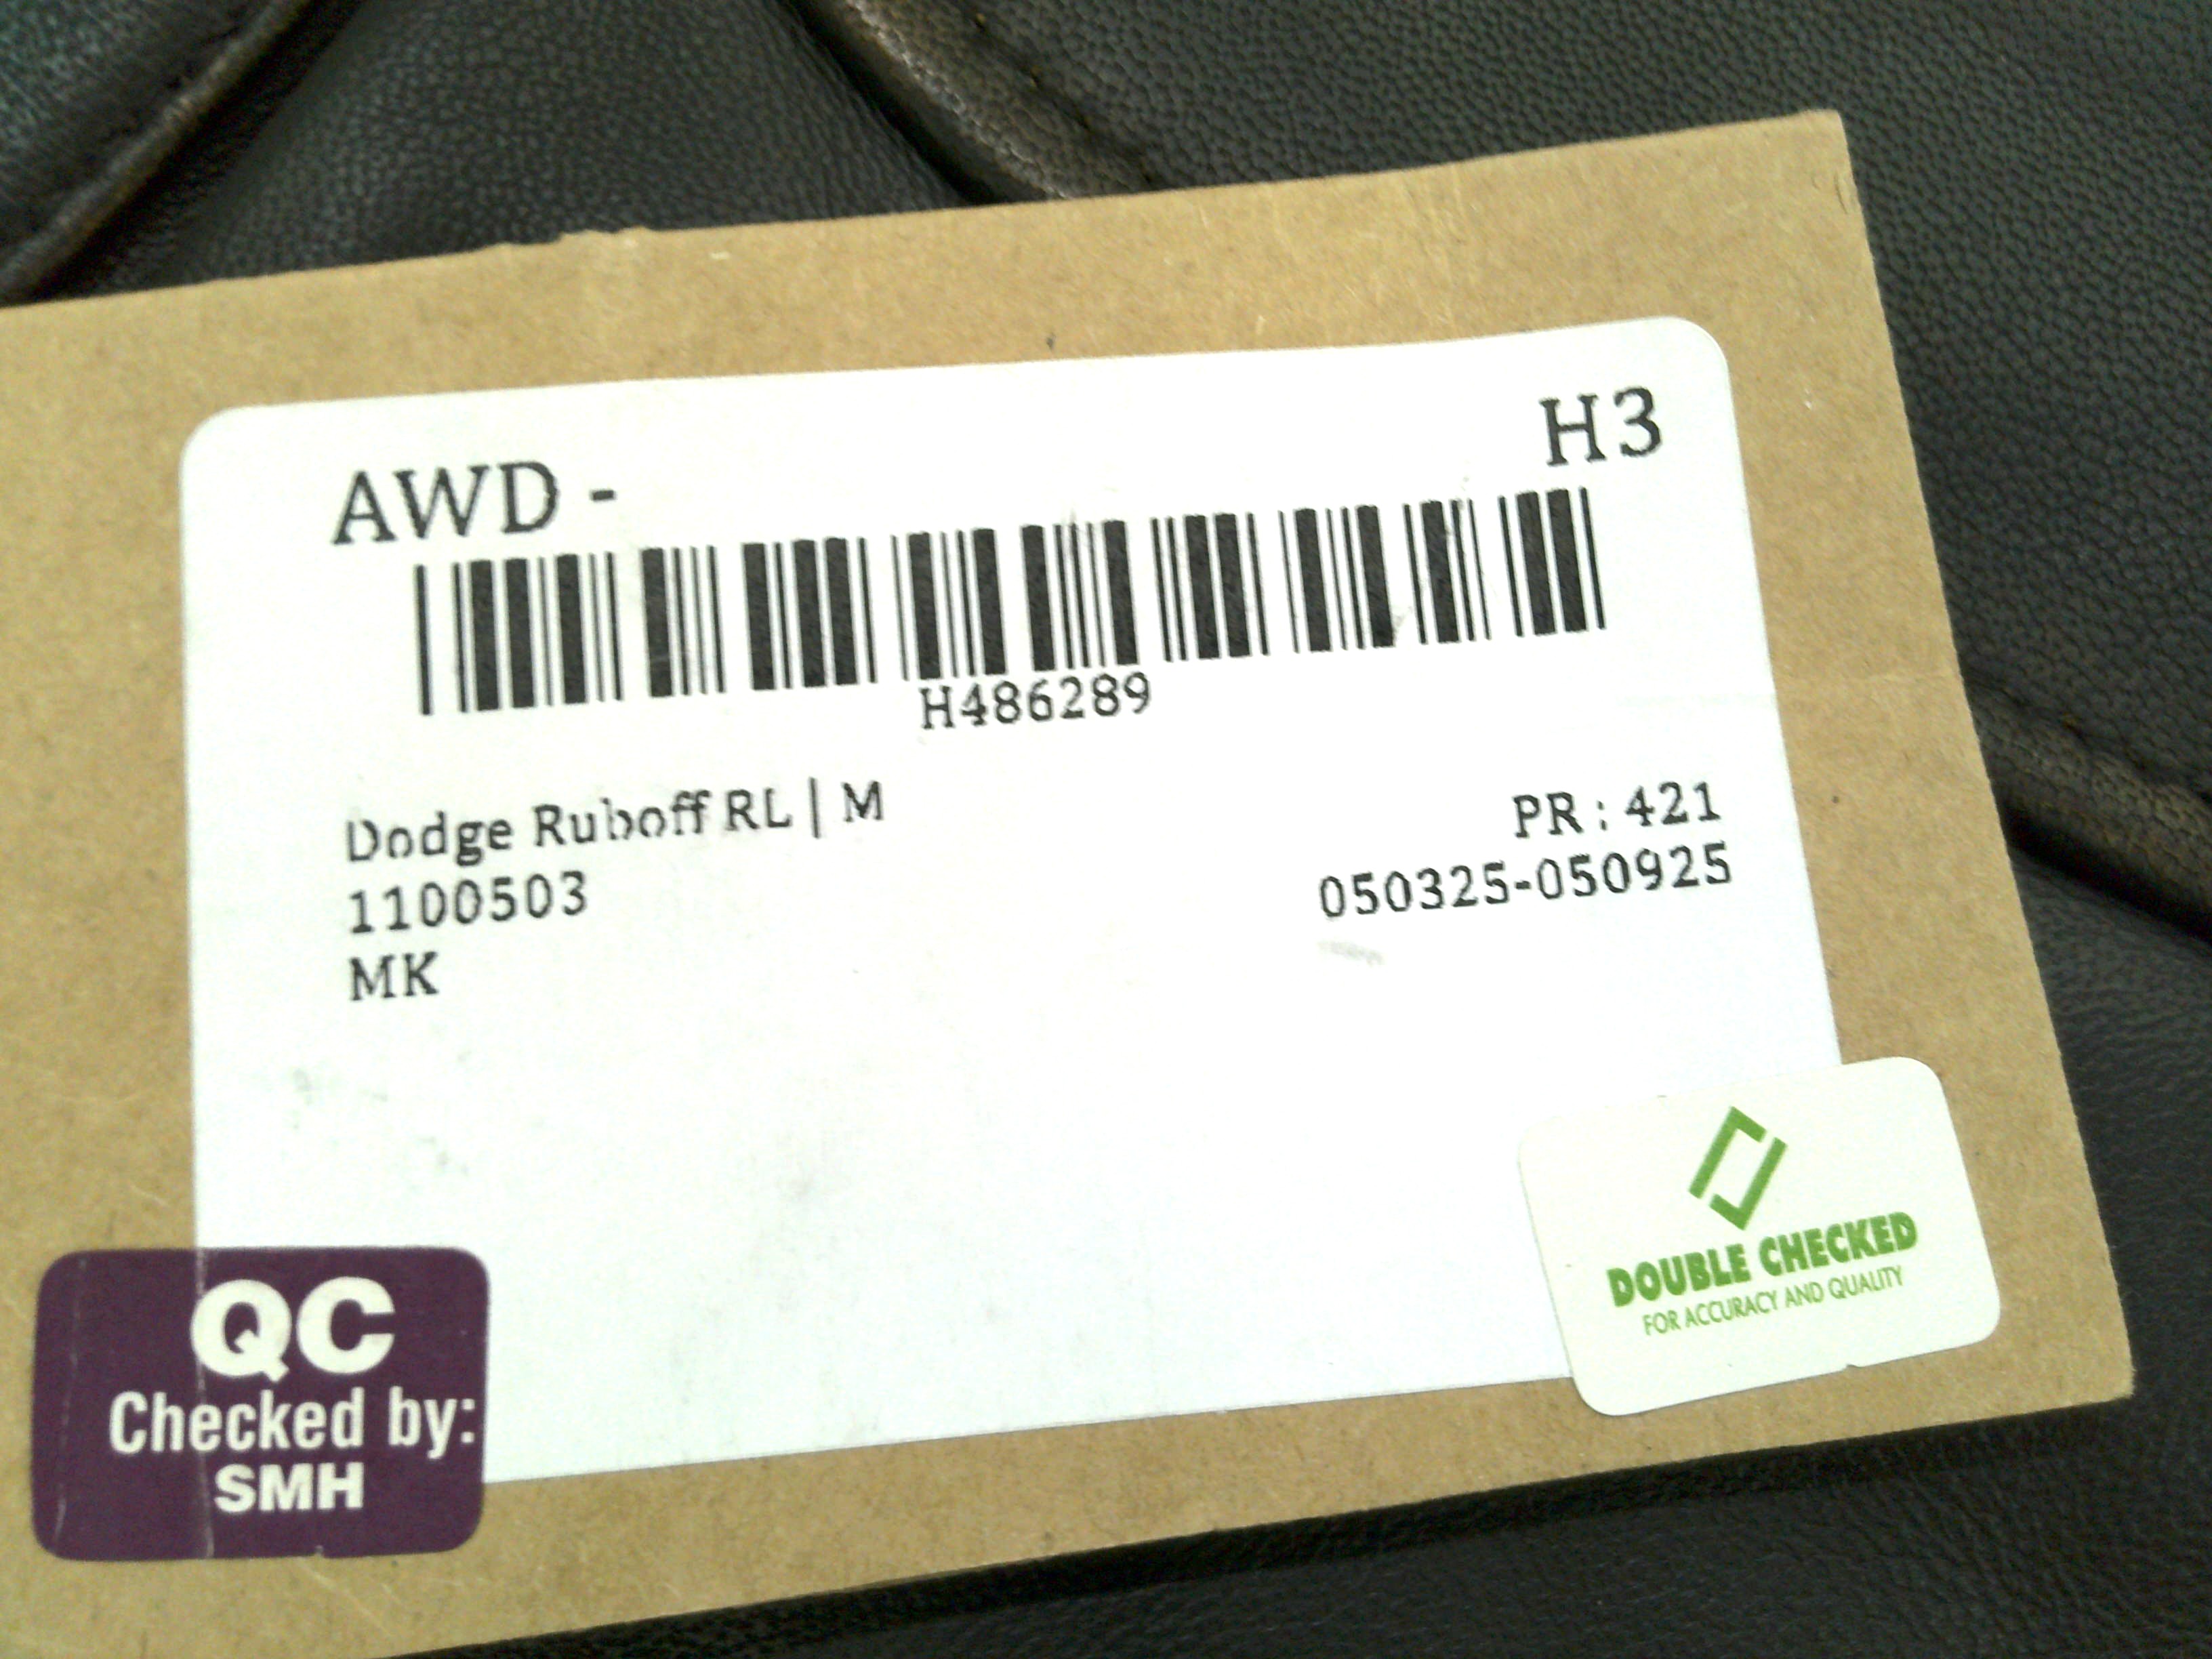 AWD - H3
H486289
Dodge Ruboff RL | M
PR : 421
1100503
050325-050925
MK
DOUBLE CHECKED
FOR ACCURACY AND QUALITY
QC
Checked by:
SMH